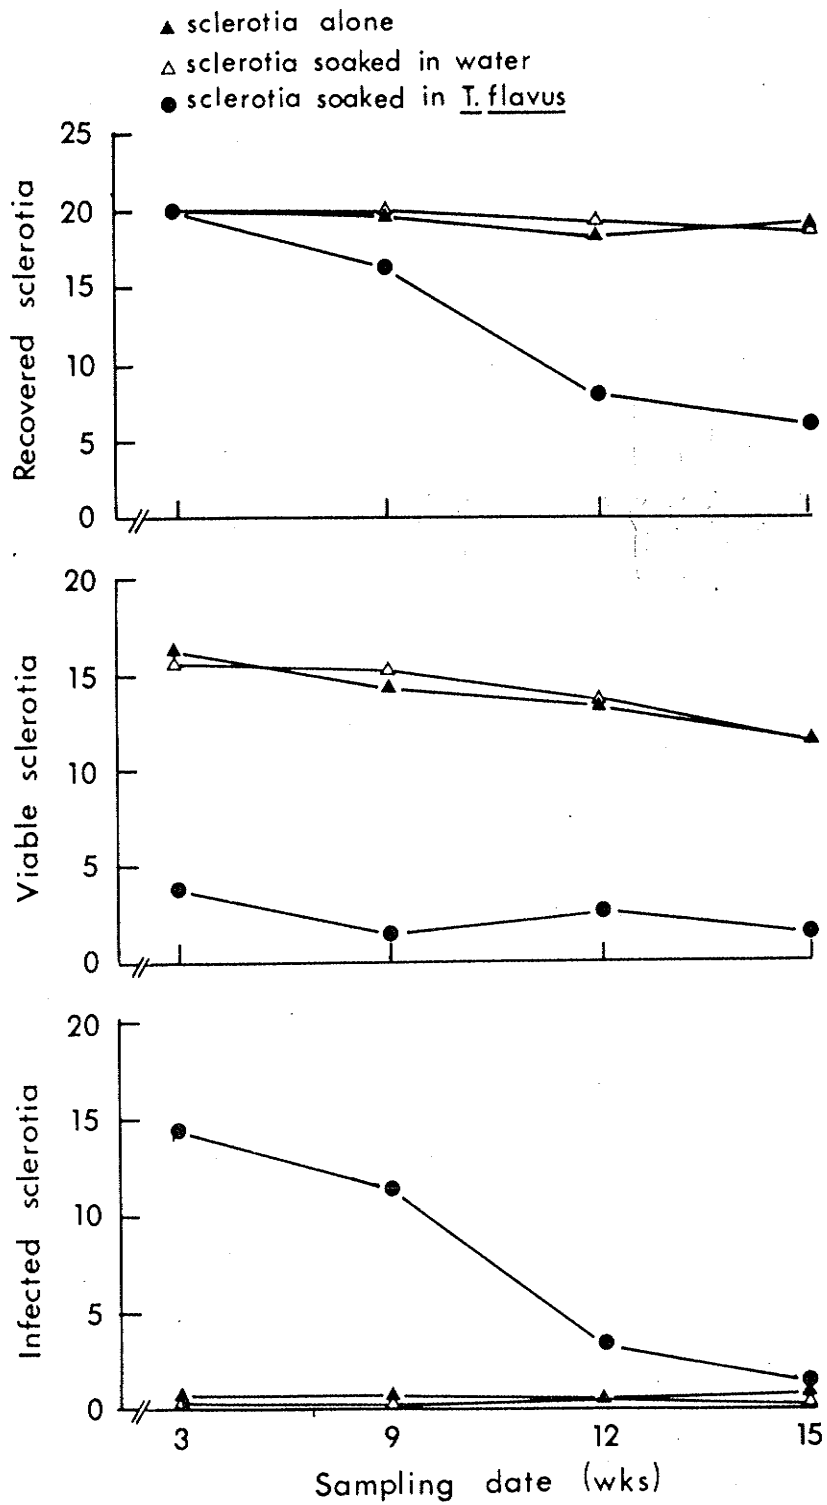 ▲ sclerotia alone
△ sclerotia soaked in water
● sclerotia soaked in T. flavus
Recovered sclerotia
25
20
15
10
5
0
Viable sclerotia
20
15
10
5
0
Infected sclerotia
20
15
10
5
0
3 9 12 15
Sampling date (wks)